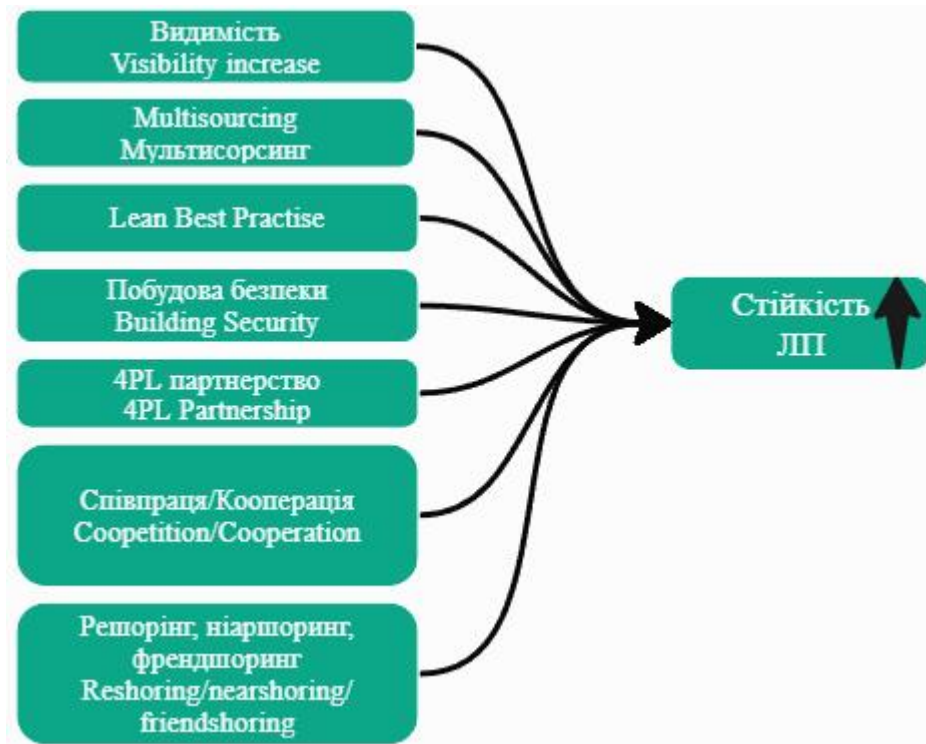 Видимість
Visibility increase
Multisourcing
Мультисорсинг
Lean Best Practise
Побудова безпеки
Building Security
4PL партнерство
4PL Partnership
Співпраця/Кооперація
Coopetition/Cooperation
Решорінг, ніаршоринг,
френдшоринг
Reshoring/nearshoring/
friendshoring
Стійкість
ЛП